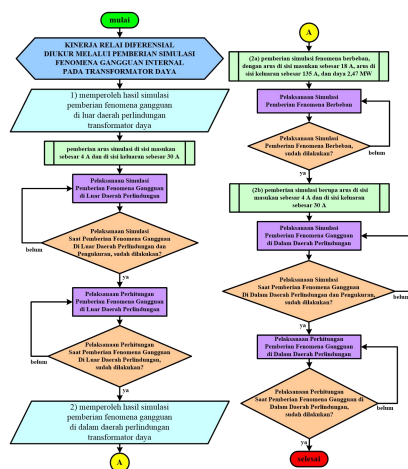 mulai
KINERJA RELAI DIFERENSIAL
DIUKUR MELALUI PEMBERIAN SIMULASI
FENOMENA GANGGUAN INTERNAL
PADA TRANSFORMATOR DAYA
1) memperoleh hasil simulasi
pemberian fenomena gangguan
di luar daerah perlindungan
transformator daya
pemberian arus simulasi di sisi masukan
sebesar 4 A dan di sisi keluaran sebesar 30 A
Pelaksanaan Simulasi
Pemberian Fenomena Gangguan
di Luar Daerah Perlindungan
Pelaksanaan Simulasi
Saat Pemberian Fenomena Gangguan
Di Luar Daerah Perlindungan dan
Pengukuran, sudah dilakukan?
belum
ya
Pelaksanaan Perhitungan
Pemberian Fenomena Gangguan
di Luar Daerah Perlindungan
Pelaksanaan Perhitungan
Saat Pemberian Fenomena Gangguan
Di Luar Daerah Perlindungan,
sudah dilakukan?
belum
ya
2) memperoleh hasil simulasi
pemberian fenomena gangguan
di dalam daerah perlindungan
transformator daya
A
A
(2a) pemberian simulasi fenomena berbeban,
dengan arus di sisi masukan sebesar 18 A, arus di
sisi keluaran sebesar 135 A, dan daya 2,47 MW
Pelaksanaan Simulasi
Pemberian Fenomena Berbeban
Pelaksanaan Simulasi
Pemberian Fenomena Berbeban,
sudah dilakukan?
belum
ya
(2b) pemberian simulasi berupa arus di sisi
masukan sebesar 4 A dan di sisi keluaran
sebesar 30 A
Pelaksanaan Simulasi
Pemberian Fenomena Gangguan
di Dalam Daerah Perlindungan
Pelaksanaan Simulasi
Saat Pemberian Fenomena Gangguan
Di Dalam Daerah Perlindungan dan Pengukuran,
sudah dilakukan?
belum
ya
Pelaksanaan Perhitungan
Pemberian Fenomena Gangguan
di Dalam Daerah Perlindungan
Pelaksanaan Perhitungan
Saat Pemberian Fenomena Gangguan di
Dalam Daerah Perlindungan,
sudah dilakukan?
belum
ya
selesai